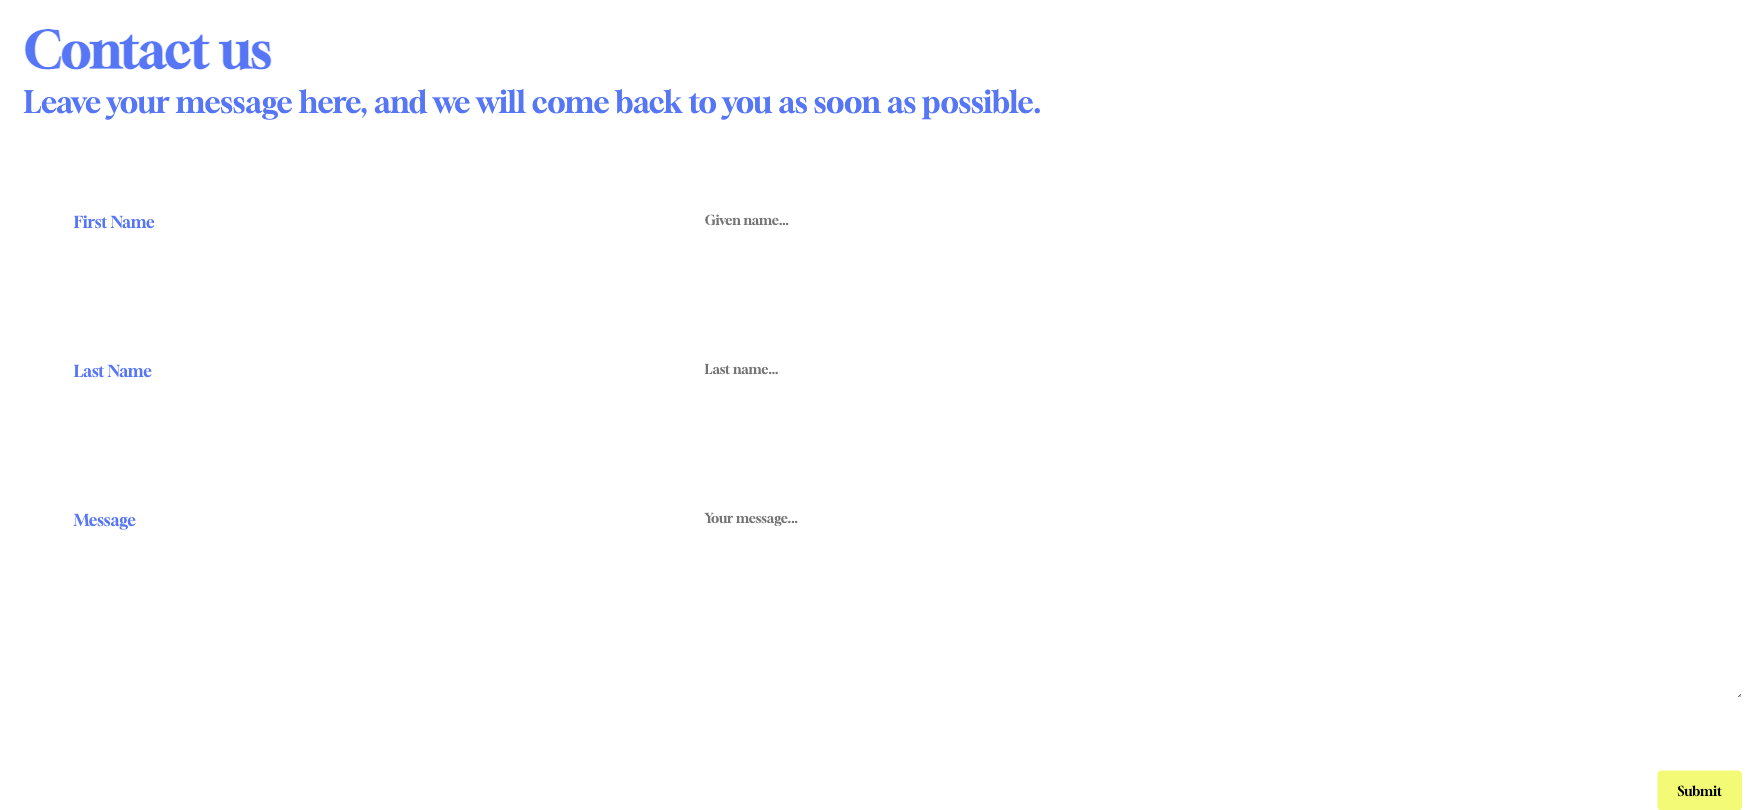 Contact us
Leave your message here, and we will come back to you as soon as possible.
First Name
Given name...
Last Name
Last name...
Message
Your message...
Submit